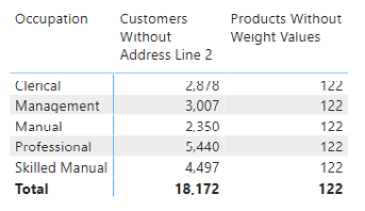 Occupation Customers Without Address Line 2 Products Without Weight Values
Clerical 2,878 122
Management 3,007 122
Manual 2,350 122
Professional 5,440 122
Skilled Manual 4,497 122
Total 18,172 122